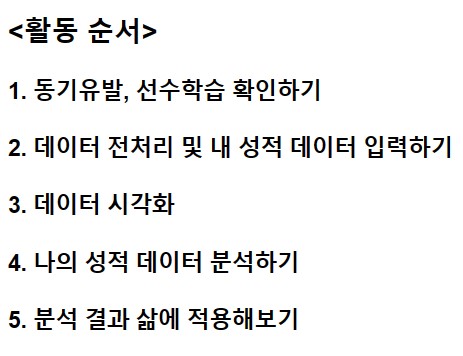 <활동 순서>
1. 동기유발, 선수학습 확인하기
2. 데이터 전처리 및 내 성적 데이터 입력하기
3. 데이터 시각화
4. 나의 성적 데이터 분석하기
5. 분석 결과 삶에 적용해보기